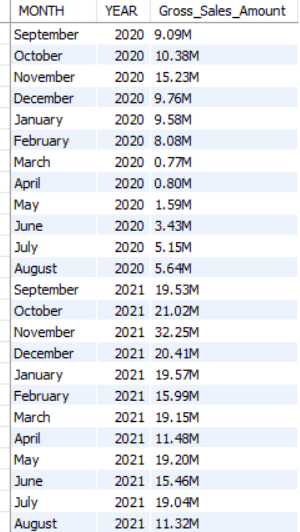 MONTH YEAR Gross_Sales_Amount
September 2020 9.09M
October 2020 10.38M
November 2020 15.23M
December 2020 9.76M
January 2020 9.58M
February 2020 8.08M
March 2020 0.77M
April 2020 0.80M
May 2020 1.59M
June 2020 3.43M
July 2020 5.15M
August 2020 5.64M
September 2021 19.53M
October 2021 21.02M
November 2021 32.25M
December 2021 20.41M
January 2021 19.57M
February 2021 15.99M
March 2021 19.15M
April 2021 11.48M
May 2021 19.20M
June 2021 15.46M
July 2021 19.04M
August 2021 11.32M